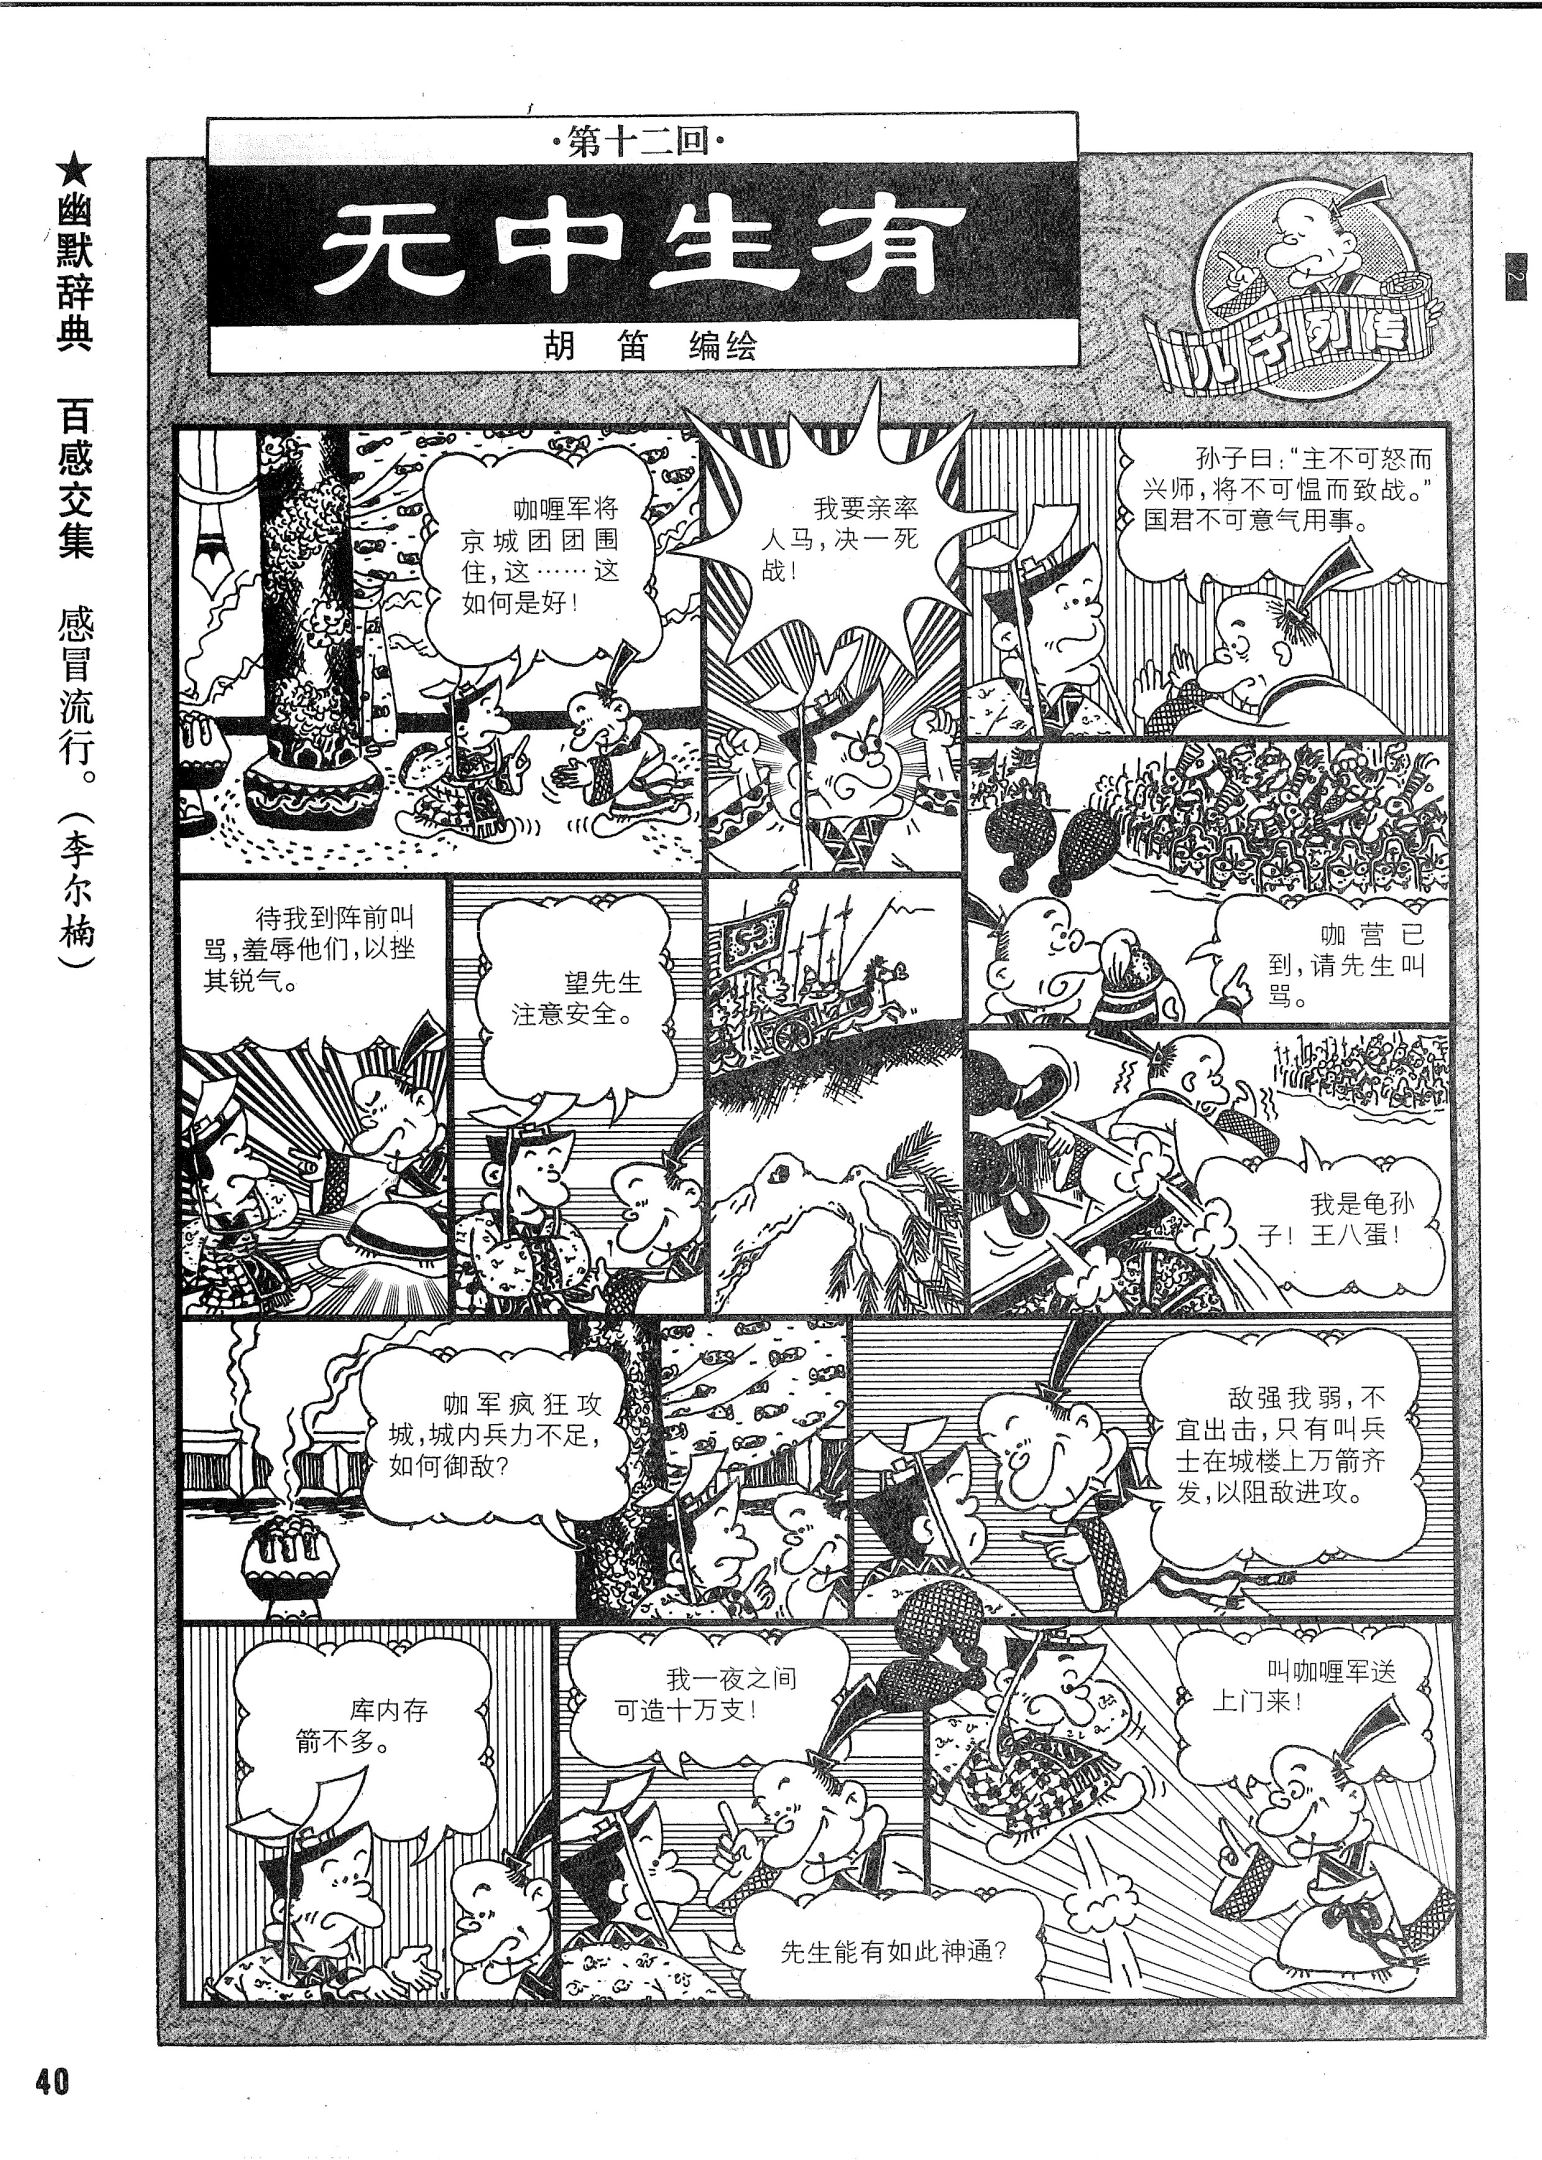 ·第十二回·
无中生有
胡 笛 编绘
儿子列传
★幽默辞典 百感交集 感冒流行。(李尔楠)
咖喱军将
京城团团围
住，这……这
如何是好！
我要亲率
人马，决一死
战！
孙子曰：“主不可怒而
兴师，将不可愠而致战。”
国君不可意气用事。
待我到阵前叫
骂，羞辱他们，以挫
其锐气。
望先生
注意安全。
咖营已
到，请先生叫
骂。
我是龟孙
子！王八蛋！
咖军疯狂攻
城，城内兵力不足，
如何御敌？
敌强我弱，不
宜出击，只有叫兵
士在城楼上万箭齐
发，以阻敌进攻。
库内存
箭不多。
我一夜之间
可造十万支！
先生能有如此神通？
叫咖喱军送
上门来！
40
2